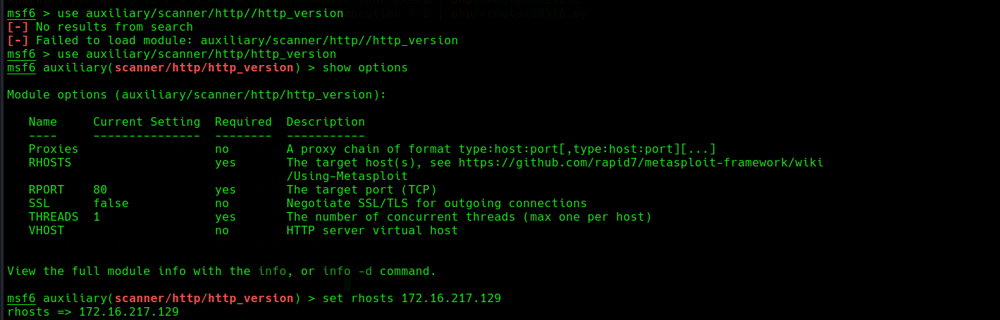 msf6 > use auxiliary/scanner/http//http_version
[-] No results from search
[-] Failed to load module: auxiliary/scanner/http//http_version
msf6 > use auxiliary/scanner/http/http_version
msf6 auxiliary(scanner/http/http_version) > show options
Module options (auxiliary/scanner/http/http_version):
Name     Current Setting  Required  Description
----     ---------------  --------  -----------
Proxies                   no        A proxy chain of format type:host:port[,type:host:port][...]
RHOSTS                    yes       The target host(s), see https://github.com/rapid7/metasploit-framework/wiki
/Using-Metasploit
RPORT    80               yes       The target port (TCP)
SSL      false            no        Negotiate SSL/TLS for outgoing connections
THREADS  1                yes       The number of concurrent threads (max one per host)
VHOST                     no        HTTP server virtual host
View the full module info with the info, or info -d command.
msf6 auxiliary(scanner/http/http_version) > set rhosts 172.16.217.129
rhosts => 172.16.217.129